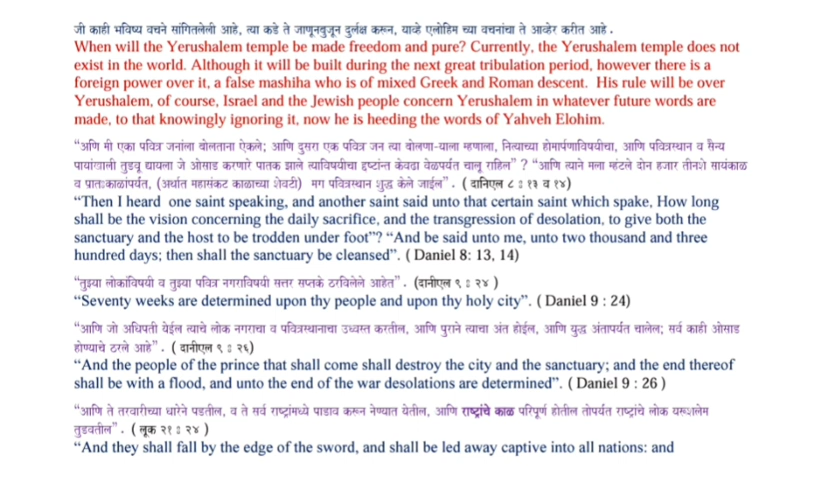 जी काही भविष्य वचने सांगितलेली आहे, त्या कडे ते जाणूनबुजून दुर्लक्ष करून, याव्हे एलोहिम च्या वचनांचा ते आव्हेर करीत आहे .
When will the Yerushalem temple be made freedom and pure? Currently, the Yerushalem temple does not
exist in the world. Although it will be built during the next great tribulation period, however there is a
foreign power over it, a false mashiha who is of mixed Greek and Roman descent. His rule will be over
Yerushalem, of course, Israel and the Jewish people concern Yerushalem in whatever future words are
made, to that knowingly ignoring it, now he is heeding the words of Yahveh Elohim.
“आणि मी एका पवित्र जनांला बोलताना ऐकले; आणि दुसरा एक पवित्र जन त्या बोलणा-याला म्हणाला, नित्याच्या होमार्पणाविषयीचा, आणि पवित्रस्थान व सैन्य
पायांखाली तुडवू द्यायला जे ओसाड करणारे पातक झाले त्याविषयीचा दृष्टांत केवढा वेळपर्यंत चालू राहिल” ? “आणि त्याने मला म्हंटले दोन हजार तीनशे सायंकाळ
व प्रातःकाळांपर्यंत, (अर्थात महासंकट काळाच्या शेवटी) मग पवित्रस्थान शुद्ध केले जाईल” . ( दानिएल ८ : १३ व १४)
“Then I heard one saint speaking, and another saint said unto that certain saint which spake, How long
shall be the vision concerning the daily sacrifice, and the transgression of desolation, to give both the
sanctuary and the host to be trodden under foot”? “And be said unto me, unto two thousand and three
hundred days; then shall the sanctuary be cleansed”. ( Daniel 8: 13, 14)
“तुझ्या लोकांविषयी व तुझ्या पवित्र नगराविषयी सत्तर सप्तके ठरविलेले आहेत” . (दानीएल ९ : २४ )
“Seventy weeks are determined upon thy people and upon thy holy city”. ( Daniel 9 : 24)
“आणि जो अधिपती येईल त्याचे लोक नगराचा व पवित्रस्थानाचा उध्वस्त करतील, आणि पुराने त्याचा अंत होईल, आणि युद्ध अंतापर्यंत चालेल; सर्व काही ओसाड
होण्याचे ठरले आहे” . ( दानीएल ९ : २६)
“And the people of the prince that shall come shall destroy the city and the sanctuary; and the end thereof
shall be with a flood, and unto the end of the war desolations are determined”. ( Daniel 9 : 26 )
“आणि ते तरवारीच्या धारेने पडतील, व ते सर्व राष्ट्रांमध्ये पाडाव करून नेण्यात येतील, आणि राष्ट्रांचे काळ परिपूर्ण होतील तोपर्यंत राष्ट्रांचे लोक यरूशलेम
तुडवतील” . ( लूक २१ : २४ )
“And they shall fall by the edge of the sword, and shall be led away captive into all nations: and